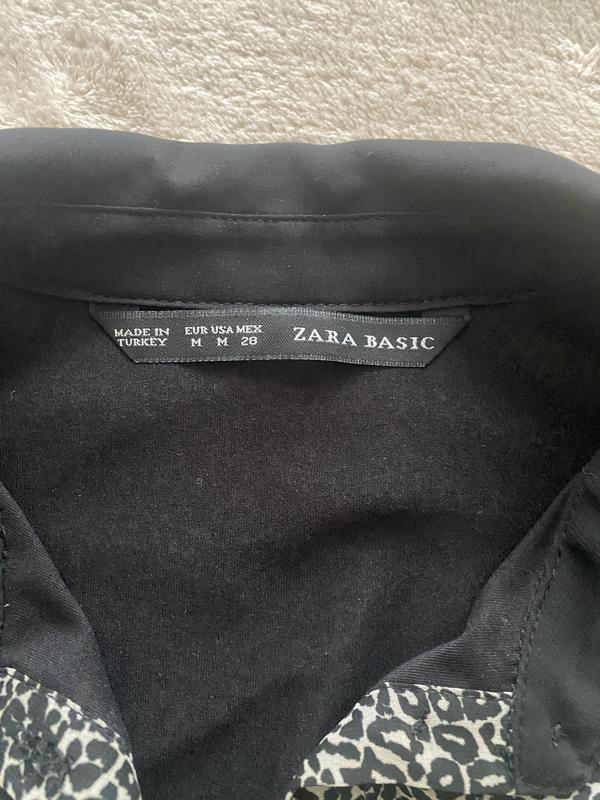 MADE IN
TURKEY
EUR USA MEX
M M 28
ZARA BASIC